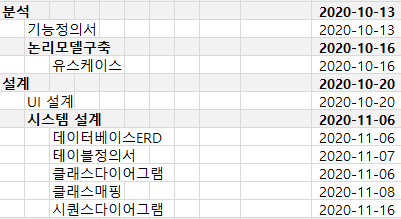 분석 2020-10-13
기능정의서 2020-10-13
논리모델구축 2020-10-16
유스케이스 2020-10-16
설계 2020-10-20
UI 설계 2020-10-20
시스템 설계 2020-11-06
데이터베이스ERD 2020-11-06
테이블정의서 2020-11-07
클래스다이어그램 2020-11-06
클래스매핑 2020-11-08
시퀀스다이어그램 2020-11-16